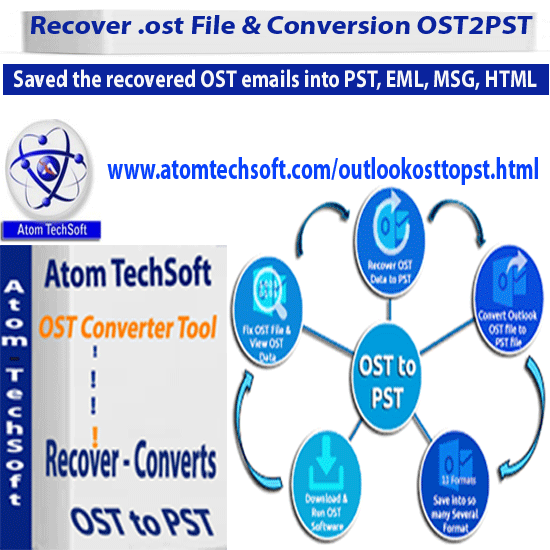 Recover .ost File & Conversion OST2PST
Saved the recovered OST emails into PST, EML, MSG, HTML
www.atomtechsoft.com/outlookosttopst.html
Atom TechSoft
Atom TechSoft
Atom TechSoft
OST Converter Tool
Recover - Converts
OST to PST
Recover OST
Data to PST
Fix OST File &
View OST
Data
Convert Outlook
OST file to
PST file
OST to
PST
Download &
Run OST
Software
13 Formats
Save into so
many Several
Format